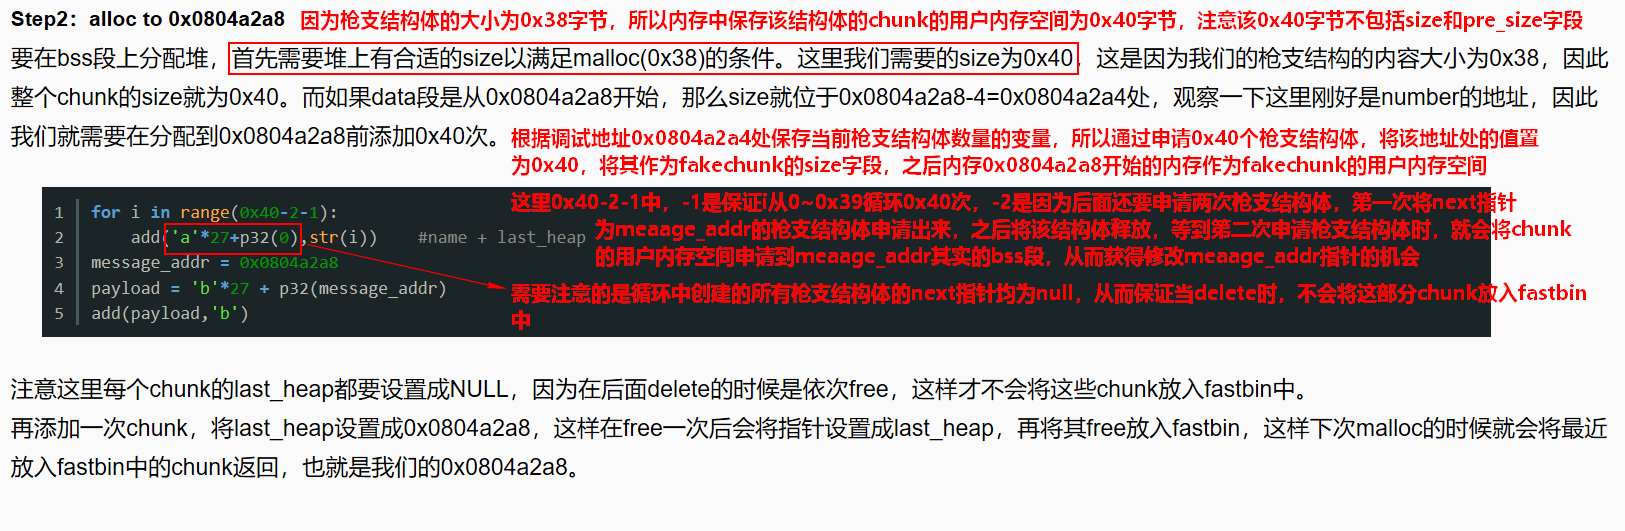 Step2：alloc to 0x0804a2a8 因为枪支结构体的大小为0x38字节，所以内存中保存该结构体的chunk的用户内存空间为0x40字节，注意该0x40字节不包括size和pre_size字段
要在bss段上分配堆，首先需要堆上有合适的size以满足malloc(0x38)的条件。这里我们需要的size为0x40，这是因为我们的枪支结构的内容大小为0x38，因此
整个chunk的size就为0x40。而如果data段是从0x0804a2a8开始，那么size就位于0x0804a2a8-4=0x0804a2a4处，观察一下这里刚好是number的地址，因此
我们就需要在分配到0x0804a2a8前添加0x40次。
根据调试地址0x0804a2a4处保存当前枪支结构体数量的变量，所以通过申请0x40个枪支结构体，将该地址处的值置
为0x40，将其作为fakechunk的size字段，之后内存0x0804a2a8开始的内存作为fakechunk的用户内存空间
1 for i in range(0x40-2-1):
2 add('a'*27+p32(0),str(i)) #name + last_heap
3 message_addr = 0x0804a2a8
4 payload = 'b'*27 + p32(message_addr)
5 add(payload,'b')
这里0x40-2-1中，-1是保证i从0~0x39循环0x40次，-2是因为后面还要申请两次枪支结构体，第一次将next指针
为meaage_addr的枪支结构体申请出来，之后将该结构体释放，等到第二次申请枪支结构体时，就会将chunk
的用户内存空间申请到meaage_addr其实的bss段，从而获得修改meaage_addr指针的机会
需要注意的是循环中创建的所有枪支结构体的next指针均为null，从而保证当delete时，不会将这部分chunk放入fastbin
中
注意这里每个chunk的last_heap都要设置成NULL，因为在后面delete的时候是依次free，这样才不会将这些chunk放入fastbin中。
再添加一次chunk，将last_heap设置成0x0804a2a8，这样在free一次后会将指针设置成last_heap，再将其free放入fastbin，这样下次malloc的时候就会将最近
放入fastbin中的chunk返回，也就是我们的0x0804a2a8。